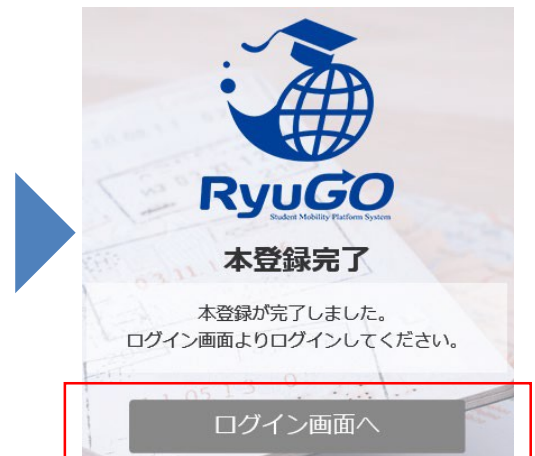 RyuGO
Student Mobility Platform System
本登録完了
本登録が完了しました。
ログイン画面よりログインしてください。
ログイン画面へ